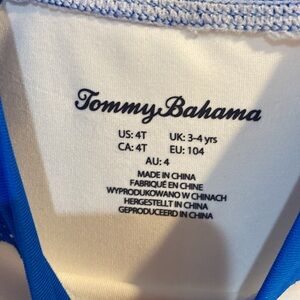 Tommy Bahama
US: 4T UK: 3-4 yrs
CA: 4T EU: 104
AU: 4
MADE IN CHINA
FABRIQUÉ EN CHINE
WYPRODUKOWANO W CHINACH
HERGESTELLT IN CHINA
GEPRODUCEERD IN CHINA